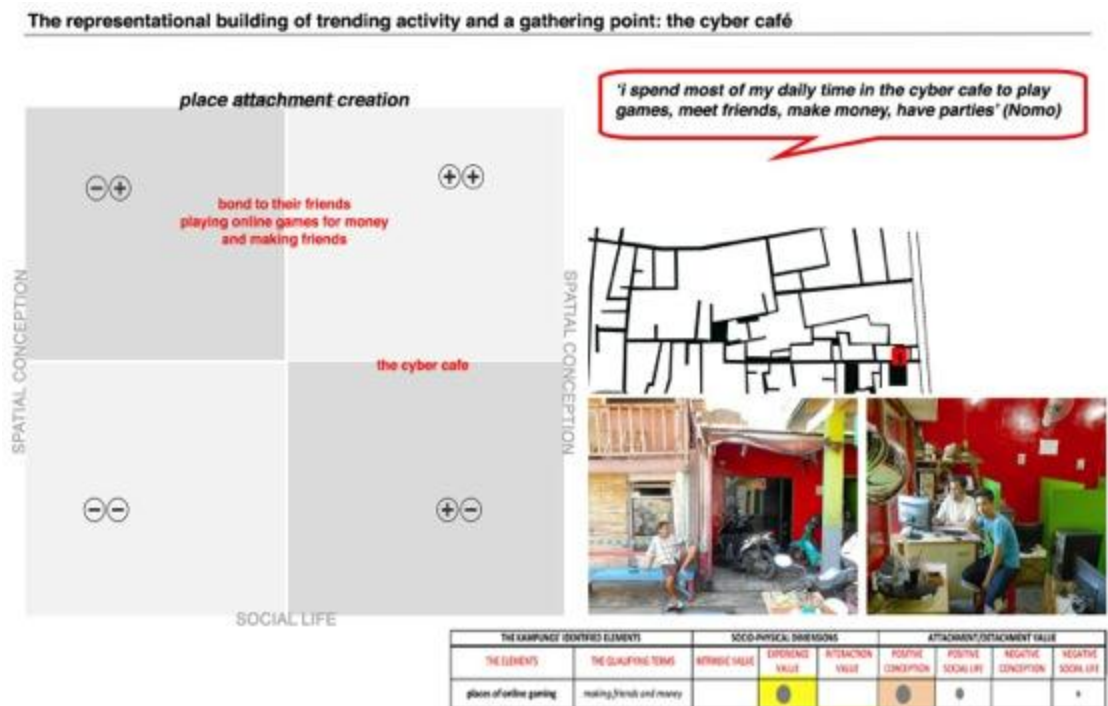 The representational building of trending activity and a gathering point: the cyber café
place attachment creation
bond to their friends
playing online games for money
and making friends
the cyber cafe
SPATIAL CONCEPTION
SPATIAL CONCEPTION
SOCIAL LIFE
'i spend most of my daily time in the cyber cafe to play
games, meet friends, make money, have parties' (Nomo)
THE KAMPUNGS' IDENTIFIED ELEMENTS SOCIO-PHYSICAL DIMENSIONS ATTACHMENT/DETACHMENT VALUE
THE ELEMENTS THE QUALIFYING TERMS INTRINSIC VALUE EXPERIENCE VALUE INTERACTION VALUE POSITIVE CONCEPTION POSITIVE SOCIAL LIFE NEGATIVE CONCEPTION NEGATIVE SOCIAL LIFE
places of online gaming making friends and money